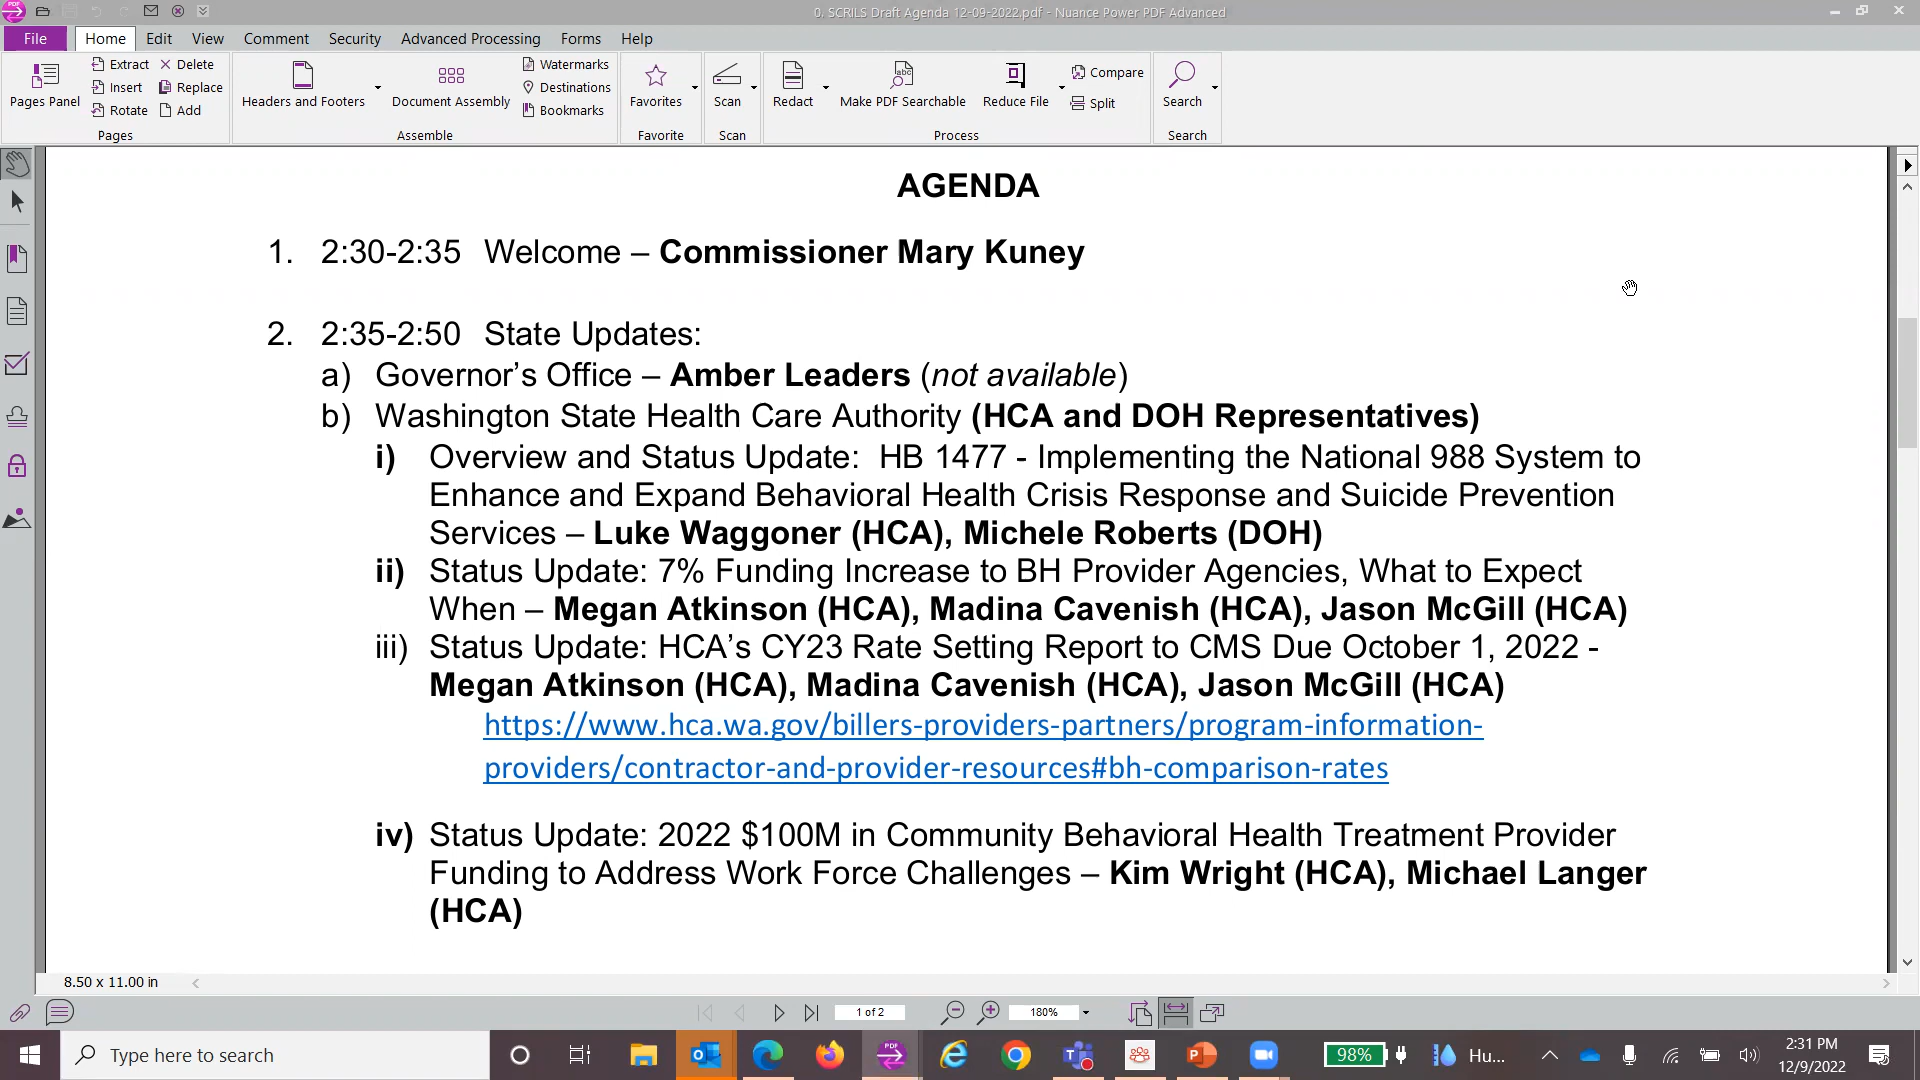 0. SCRILS Draft Agenda 12-09-2022.pdf - Nuance Power PDF Advanced
File Home Edit View Comment Security Advanced Processing Forms Help
Pages Panel
Extract Delete
Insert Replace
Rotate Add
Pages
Headers and Footers
Document Assembly
Watermarks
Destinations
Bookmarks
Assemble
Favorites
Favorite
Scan
Scan
Redact
Make PDF Searchable
Reduce File
Compare
Split
Process
Search
Search
AGENDA
1. 2:30-2:35 Welcome – Commissioner Mary Kuney
2. 2:35-2:50 State Updates:
a) Governor's Office – Amber Leaders (not available)
b) Washington State Health Care Authority (HCA and DOH Representatives)
i) Overview and Status Update: HB 1477 - Implementing the National 988 System to
Enhance and Expand Behavioral Health Crisis Response and Suicide Prevention
Services – Luke Waggoner (HCA), Michele Roberts (DOH)
ii) Status Update: 7% Funding Increase to BH Provider Agencies, What to Expect
When – Megan Atkinson (HCA), Madina Cavenish (HCA), Jason McGill (HCA)
iii) Status Update: HCA's CY23 Rate Setting Report to CMS Due October 1, 2022 -
Megan Atkinson (HCA), Madina Cavenish (HCA), Jason McGill (HCA)
https://www.hca.wa.gov/billers-providers-partners/program-information-
providers/contractor-and-provider-resources#bh-comparison-rates
iv) Status Update: 2022 $100M in Community Behavioral Health Treatment Provider
Funding to Address Work Force Challenges – Kim Wright (HCA), Michael Langer
(HCA)
8.50 x 11.00 in
1 of 2
180%
Type here to search
98%
Hu...
2:31 PM
12/9/2022